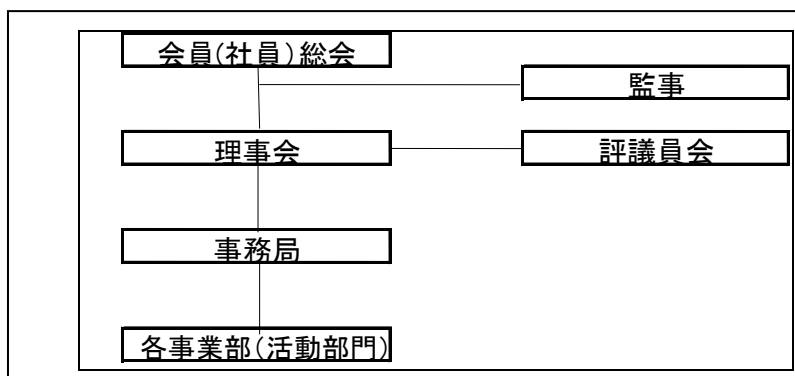 会員(社員)総会
監事
理事会
評議員会
事務局
各事業部(活動部門)